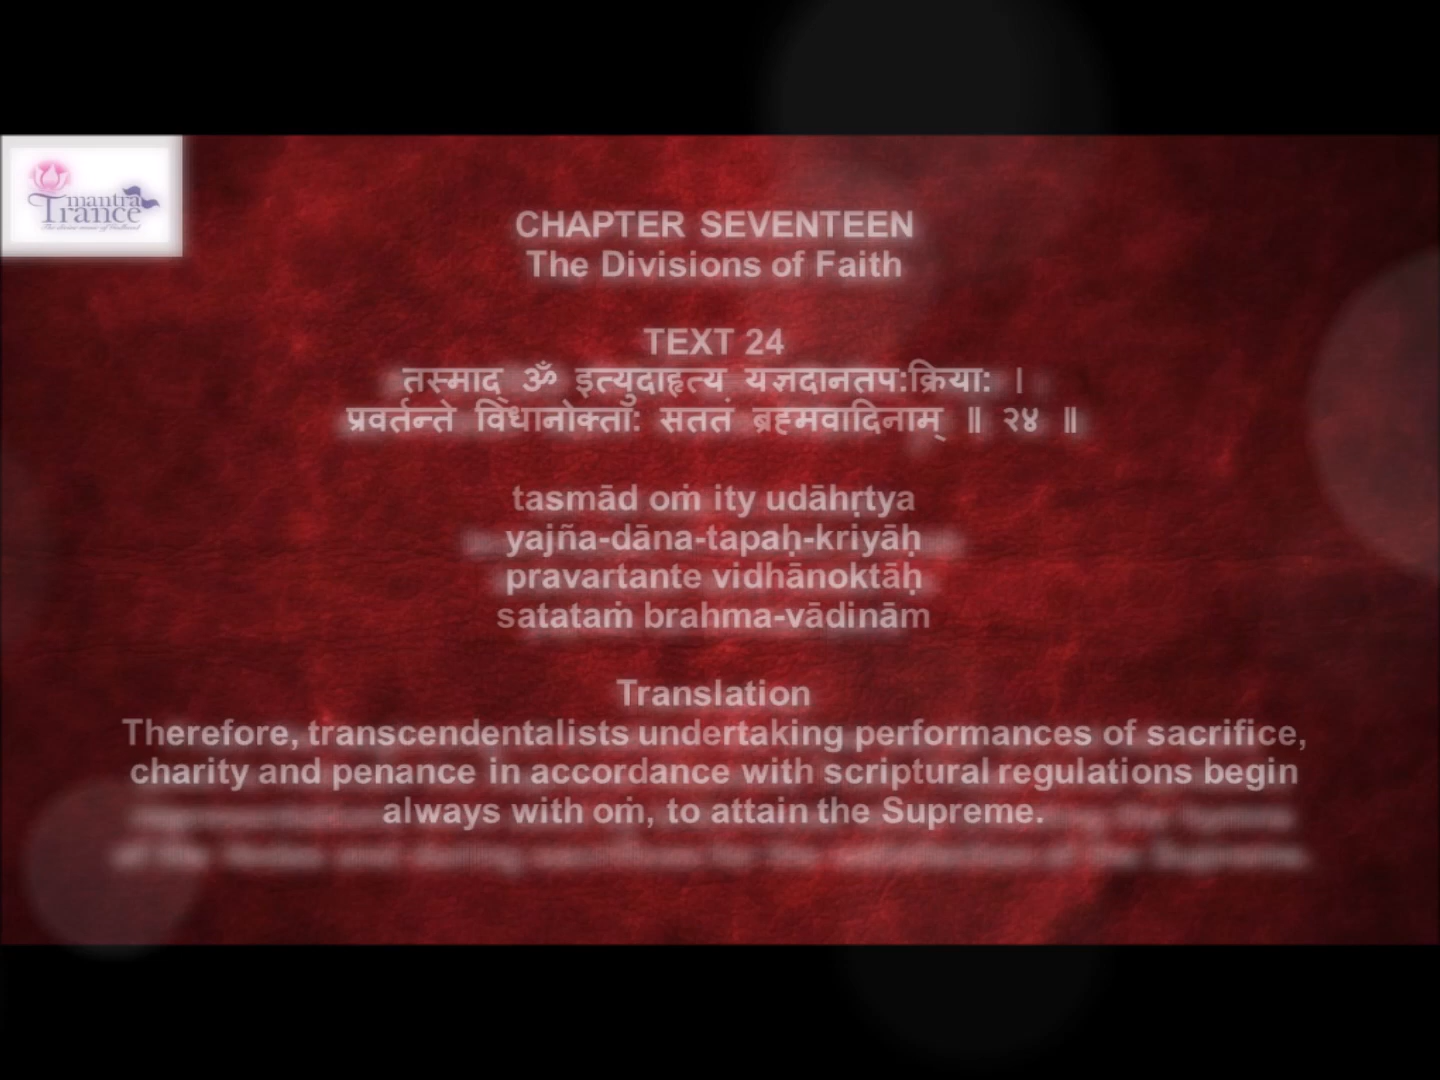 mantra
Trance
CHAPTER SEVENTEEN
The Divisions of Faith
TEXT 24
तस्माद् ॐ इत्युदाहृत्य यज्ञदानतप:क्रिया: ।
प्रवर्तन्ते विधानोक्ता: सततं ब्रह्मवादिनाम् ॥ २४ ॥
tasmād oṁ ity udāhṛtya
yajña-dāna-tapaḥ-kriyāḥ
pravartante vidhānoktāḥ
satataṁ brahma-vādinām
Translation
Therefore, transcendentalists undertaking performances of sacrifice,
charity and penance in accordance with scriptural regulations begin
always with oṁ, to attain the Supreme.